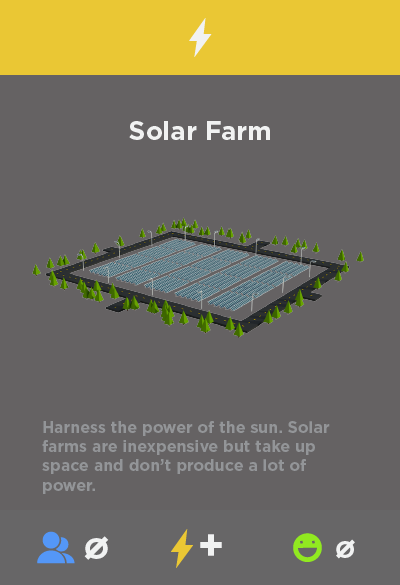 Solar Farm
Harness the power of the sun. Solar
farms are inexpensive but take up
space and don't produce a lot of
power.
Ø + Ø